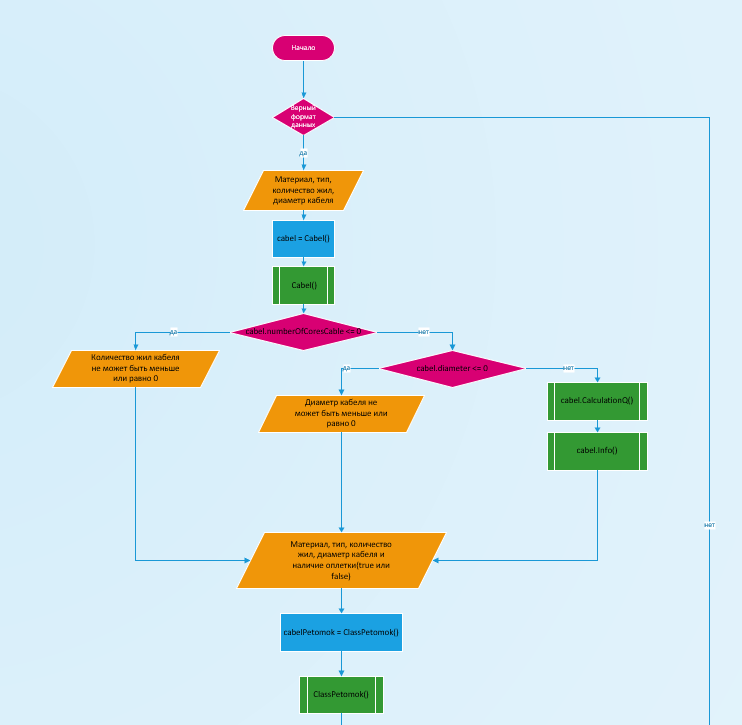 Начало
Верный
формат
данных
да
Материал, тип,
количество жил,
диаметр кабеля
cabel = Cabel()
Cabel()
cabel.numberOfCoresCable <= 0
да
нет
Количество жил кабеля
не может быть меньше
или равно 0
cabel.diameter <= 0
да
нет
Диаметр кабеля не
может быть меньше или
равно 0
cabel.CalculationQ()
cabel.Info()
нет
Материал, тип, количество
жил, диаметр кабеля и
наличие оплетки(true или
false)
cabelPetomok = ClassPetomok()
ClassPetomok()